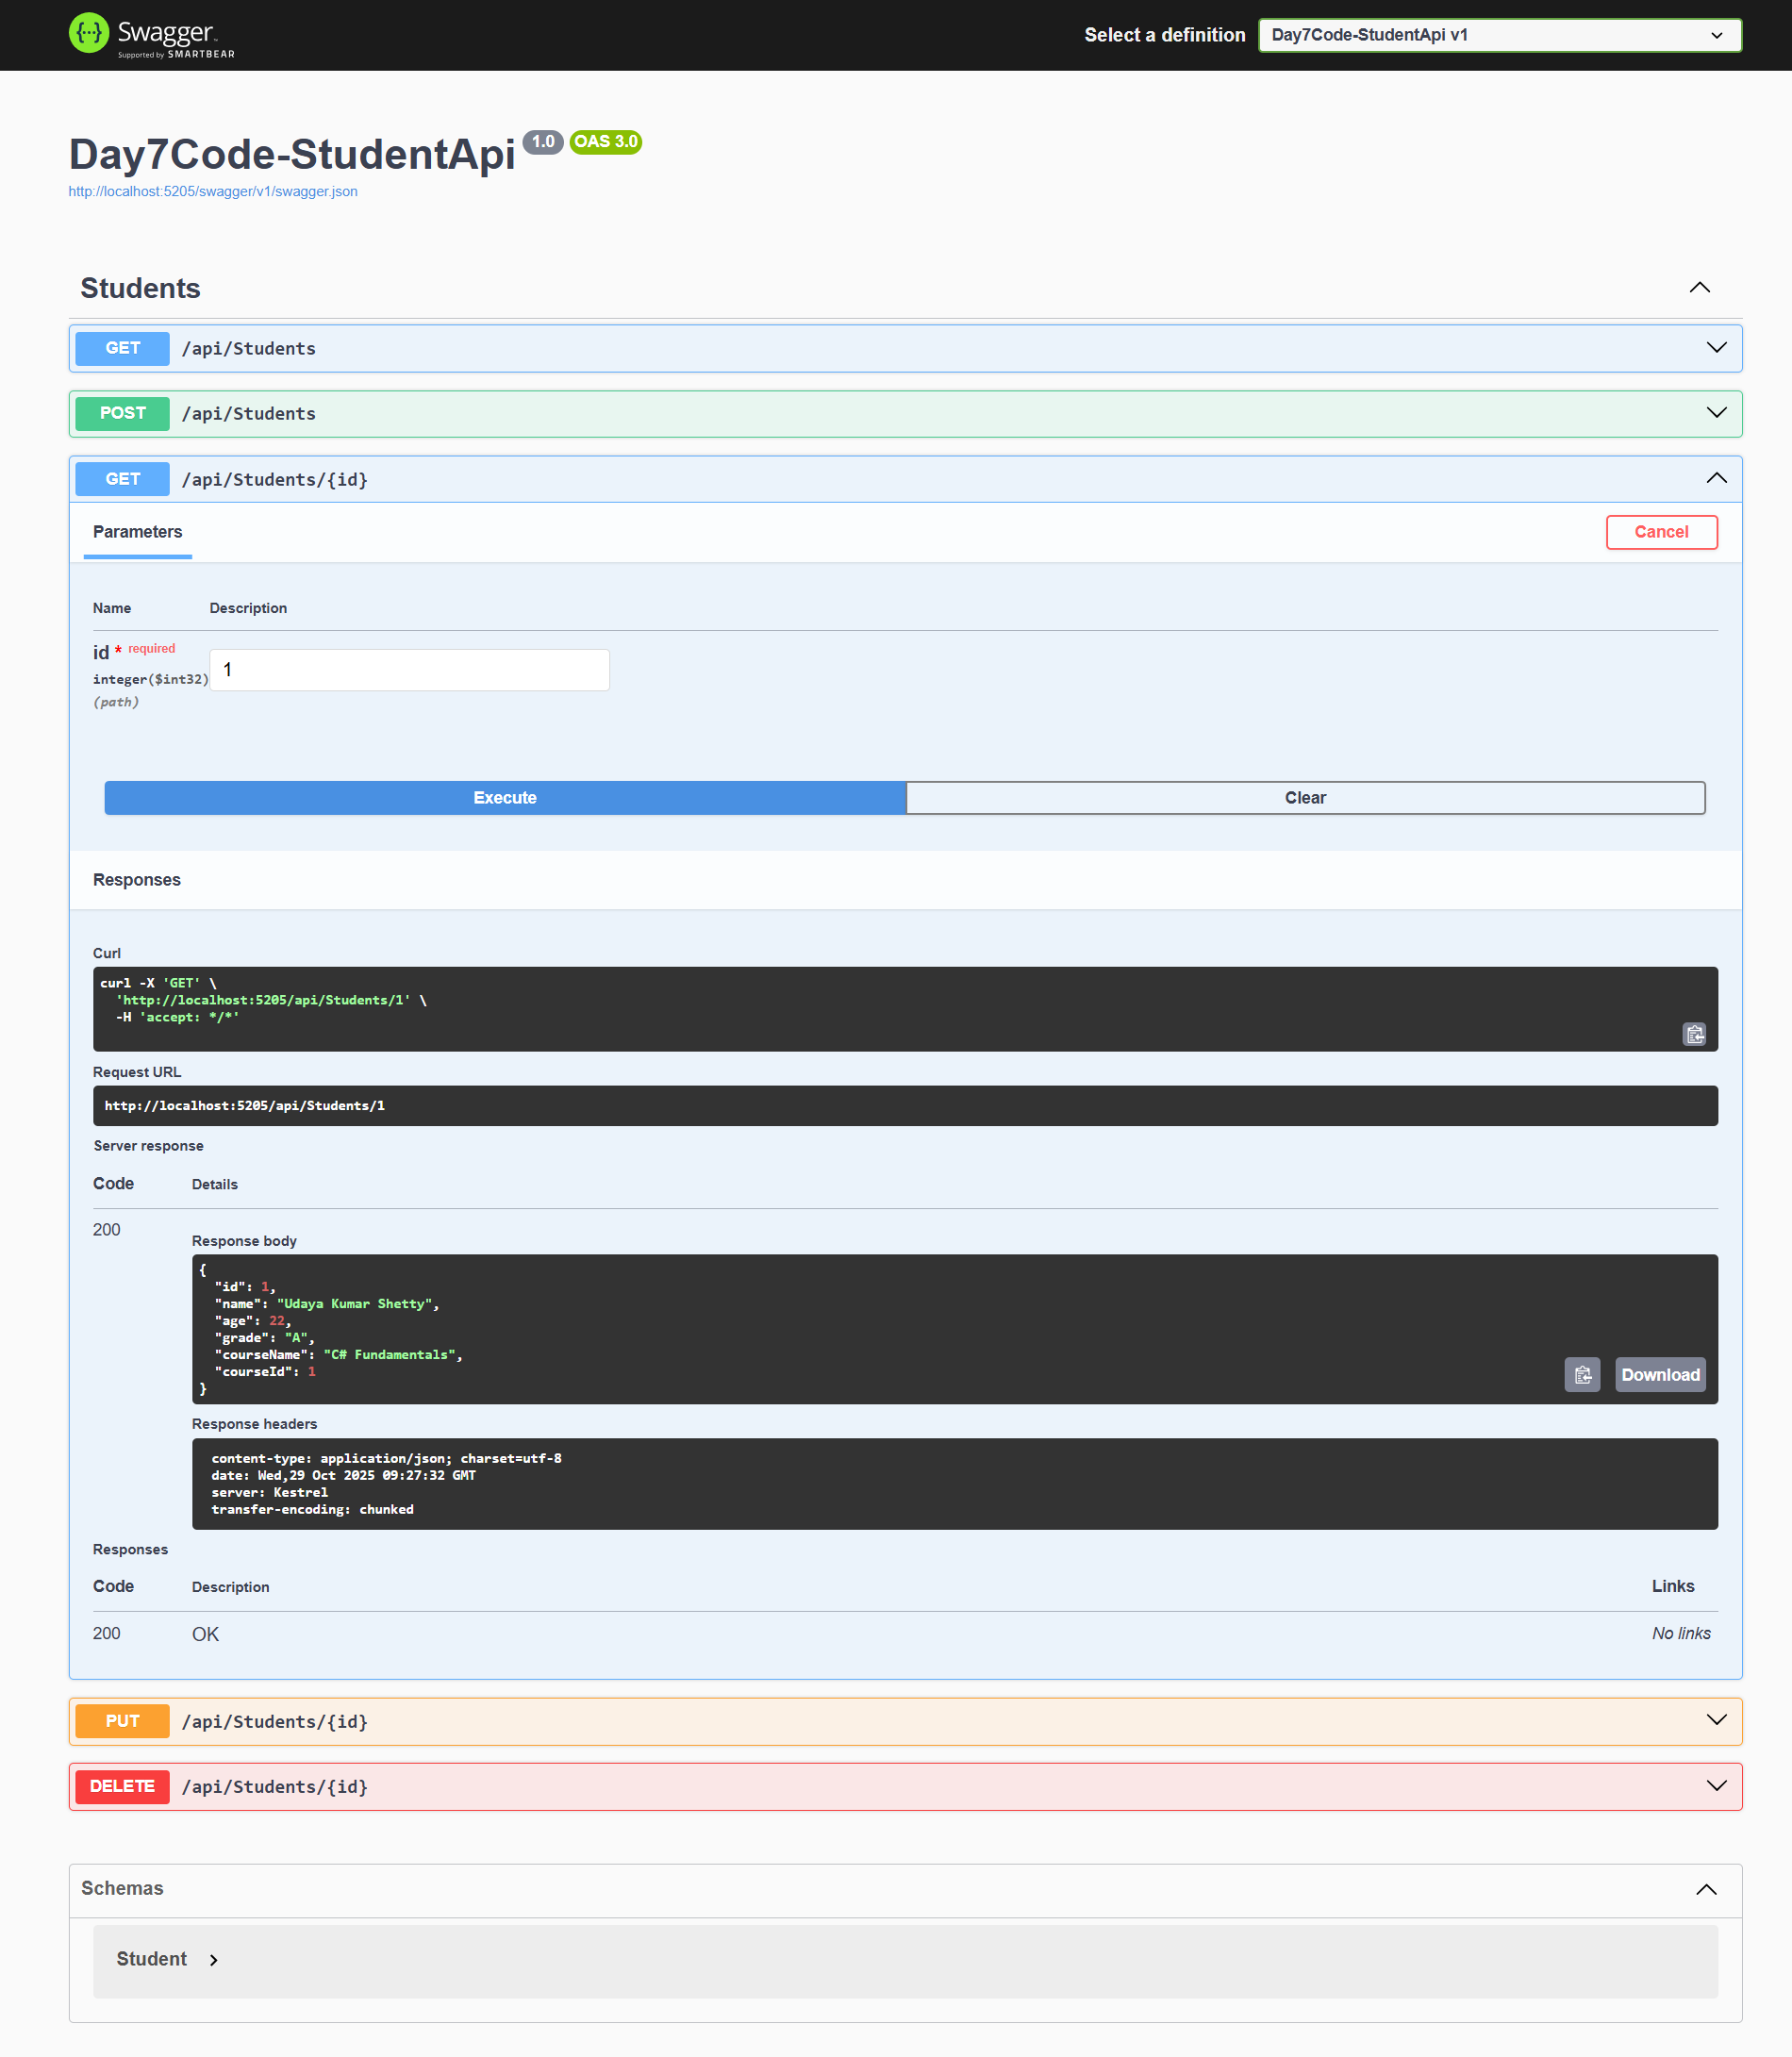 Swagger
Supported by SMARTBEAR
Select a definition
Day7Code-StudentApi v1
Day7Code-StudentApi 1.0 OAS 3.0
http://localhost:5205/swagger/v1/swagger.json
Students
GET /api/Students
POST /api/Students
GET /api/Students/{id}
Parameters
Cancel
Name Description
id * required
integer($int32)
(path)
1
Execute
Clear
Responses
Curl
curl -X 'GET' \
  'http://localhost:5205/api/Students/1' \
  -H 'accept: */*'
Request URL
http://localhost:5205/api/Students/1
Server response
Code Details
200
Response body
{
  "id": 1,
  "name": "Udaya Kumar Shetty",
  "age": 22,
  "grade": "A",
  "courseName": "C# Fundamentals",
  "courseId": 1
}
Download
Response headers
content-type: application/json; charset=utf-8
date: Wed,29 Oct 2025 09:27:32 GMT
server: Kestrel
transfer-encoding: chunked
Responses
Code Description Links
200 OK No links
PUT /api/Students/{id}
DELETE /api/Students/{id}
Schemas
Student